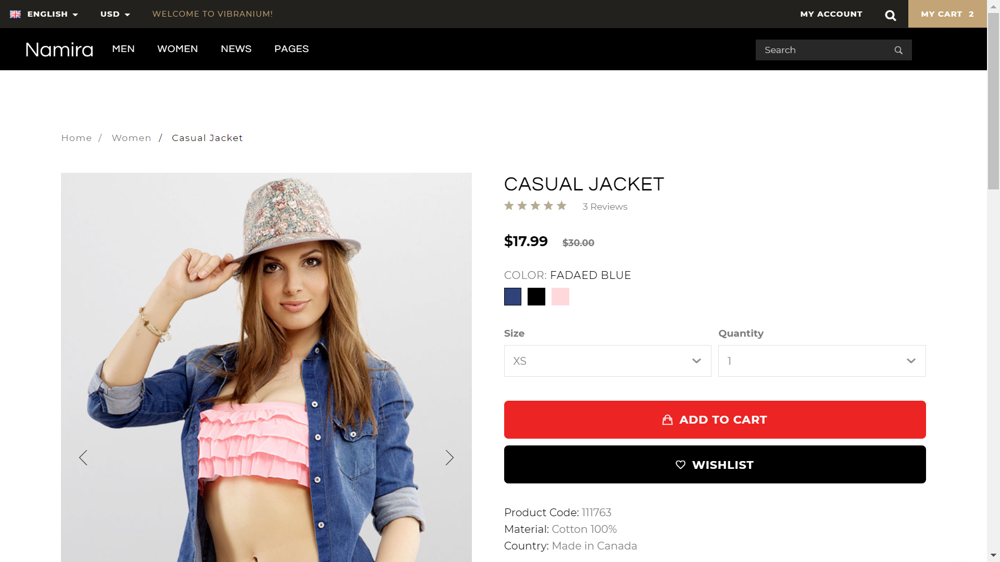 ENGLISH
USD
WELCOME TO VIBRANIUM!
MY ACCOUNT
MY CART 2
Namira
MEN
WOMEN
NEWS
PAGES
Search
Home / Women / Casual Jacket
CASUAL JACKET
3 Reviews
$17.99 $30.00
COLOR: FADAED BLUE
Size
Quantity
XS
1
ADD TO CART
WISHLIST
Product Code: 111763
Material: Cotton 100%
Country: Made in Canada